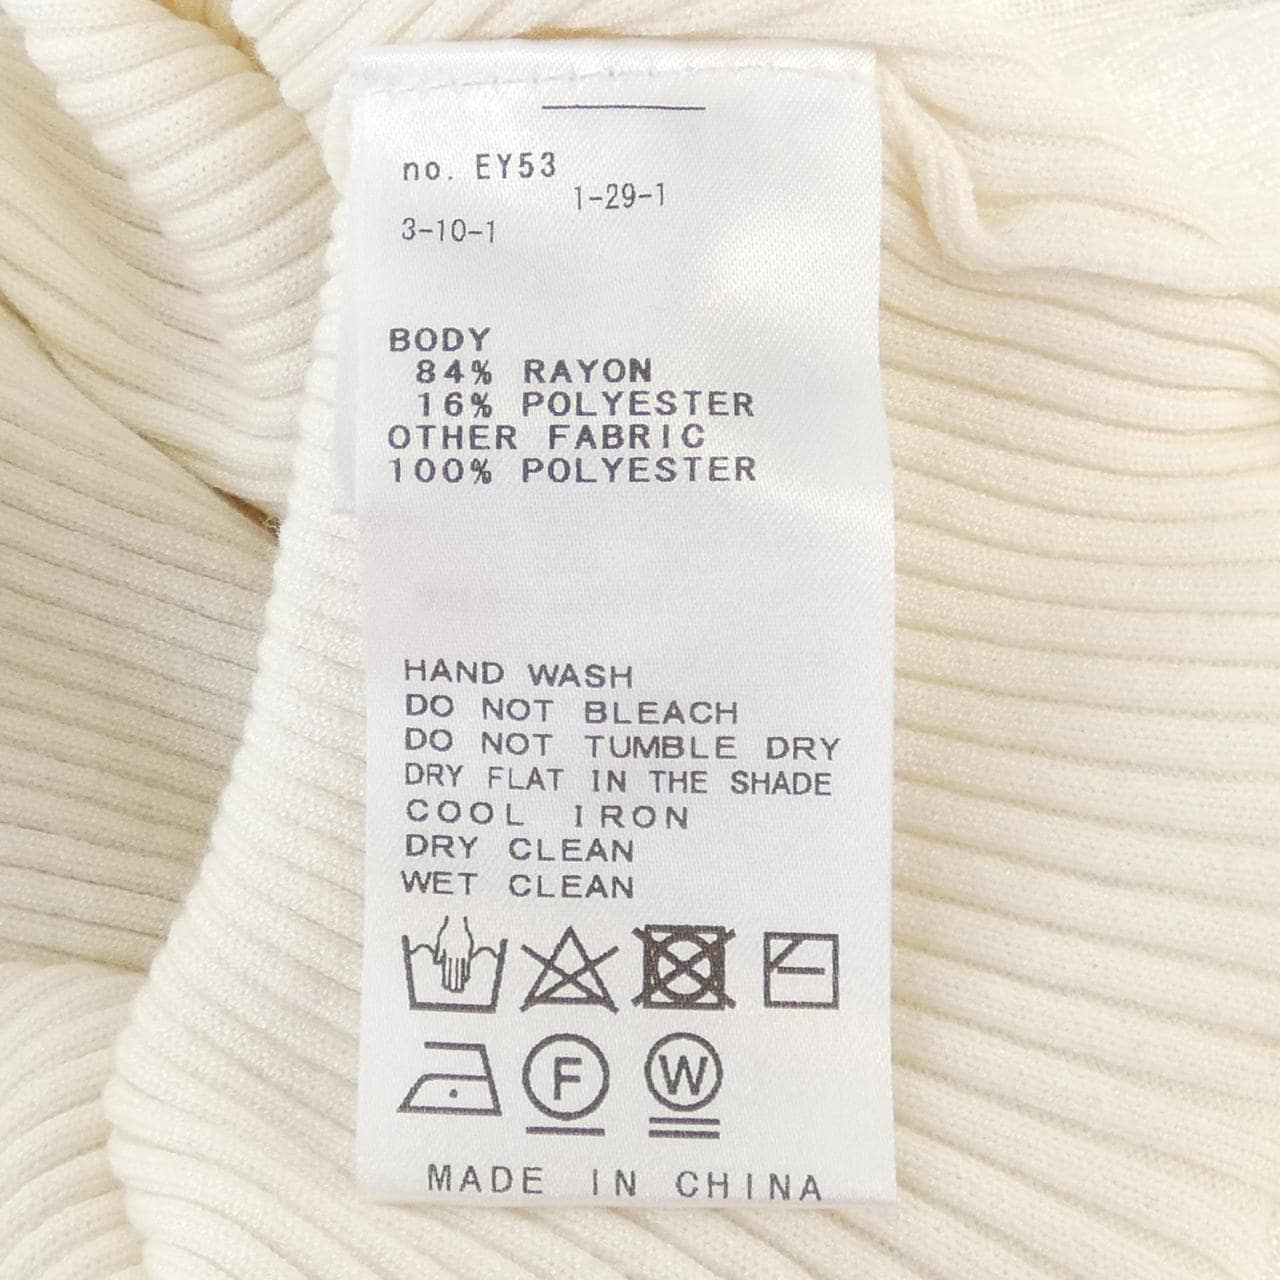 no. EY53
1-29-1
3-10-1
BODY
84% RAYON
16% POLYESTER
OTHER FABRIC
100% POLYESTER
HAND WASH
DO NOT BLEACH
DO NOT TUMBLE DRY
DRY FLAT IN THE SHADE
COOL IRON
DRY CLEAN
WET CLEAN
F W
MADE IN CHINA